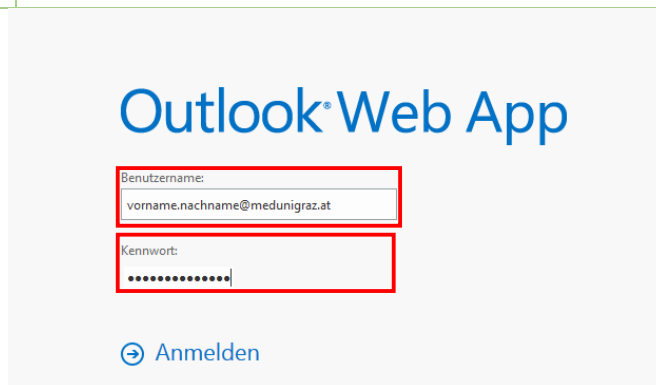 Outlook® Web App
Benutzername:
vorname.nachname@medunigraz.at
Kennwort:
••••••••••••••
Anmelden